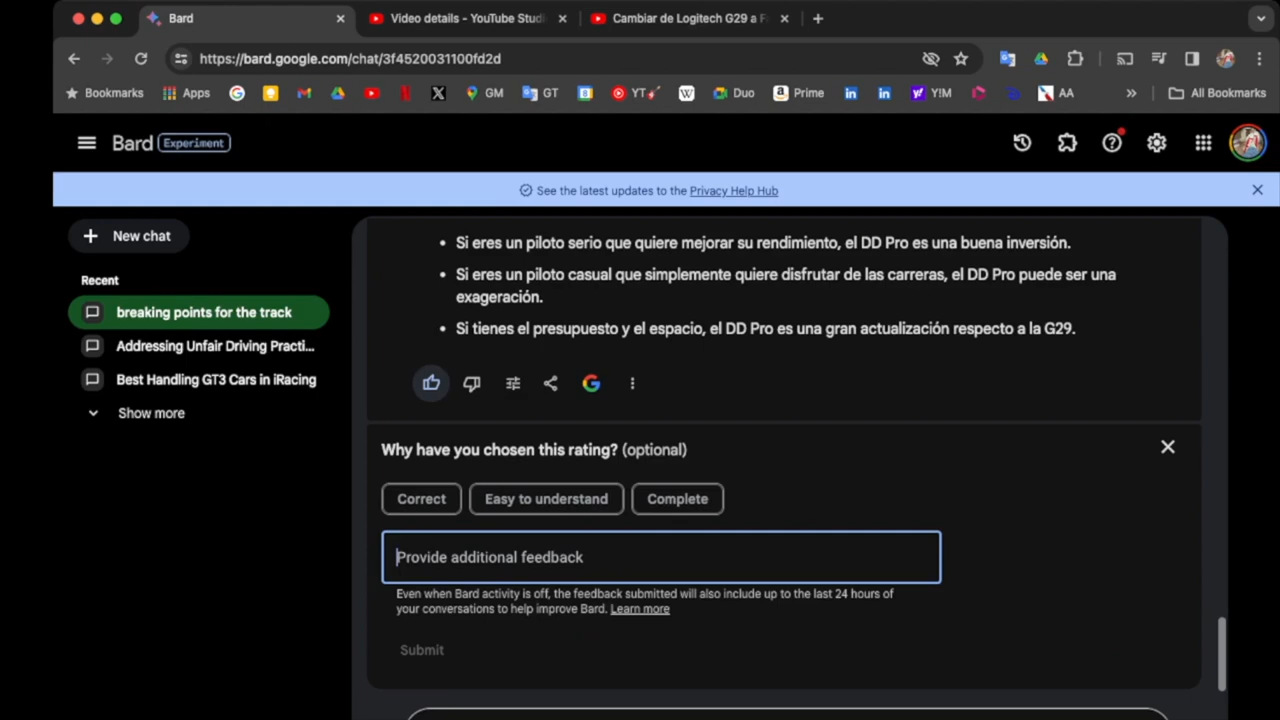 Bard
Video details - YouTube Studi
Cambiar de Logitech G29 a F
https://bard.google.com/chat/3f4520031100fd2d
Bookmarks
Apps
GM
GT
YT
Duo
Prime
Y!M
AA
All Bookmarks
Bard Experiment
See the latest updates to the Privacy Help Hub
New chat
Recent
breaking points for the track
Addressing Unfair Driving Practi...
Best Handling GT3 Cars in iRacing
Show more
• Si eres un piloto serio que quiere mejorar su rendimiento, el DD Pro es una buena inversión.
• Si eres un piloto casual que simplemente quiere disfrutar de las carreras, el DD Pro puede ser una
exageración.
• Si tienes el presupuesto y el espacio, el DD Pro es una gran actualización respecto a la G29.
Why have you chosen this rating? (optional)
Correct
Easy to understand
Complete
Provide additional feedback
Even when Bard activity is off, the feedback submitted will also include up to the last 24 hours of
your conversations to help improve Bard. Learn more
Submit